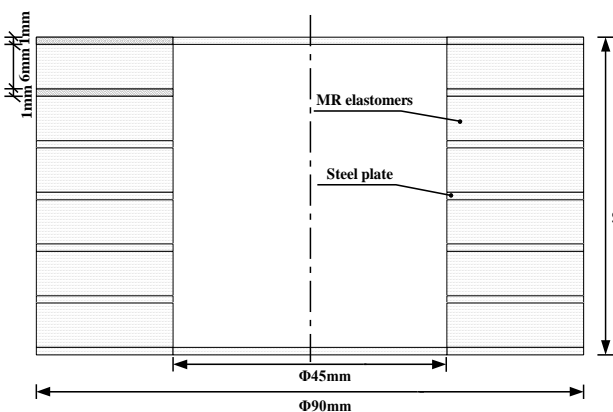 1mm 6mm 1mm
MR elastomers
Steel plate
Φ45mm
Φ90mm